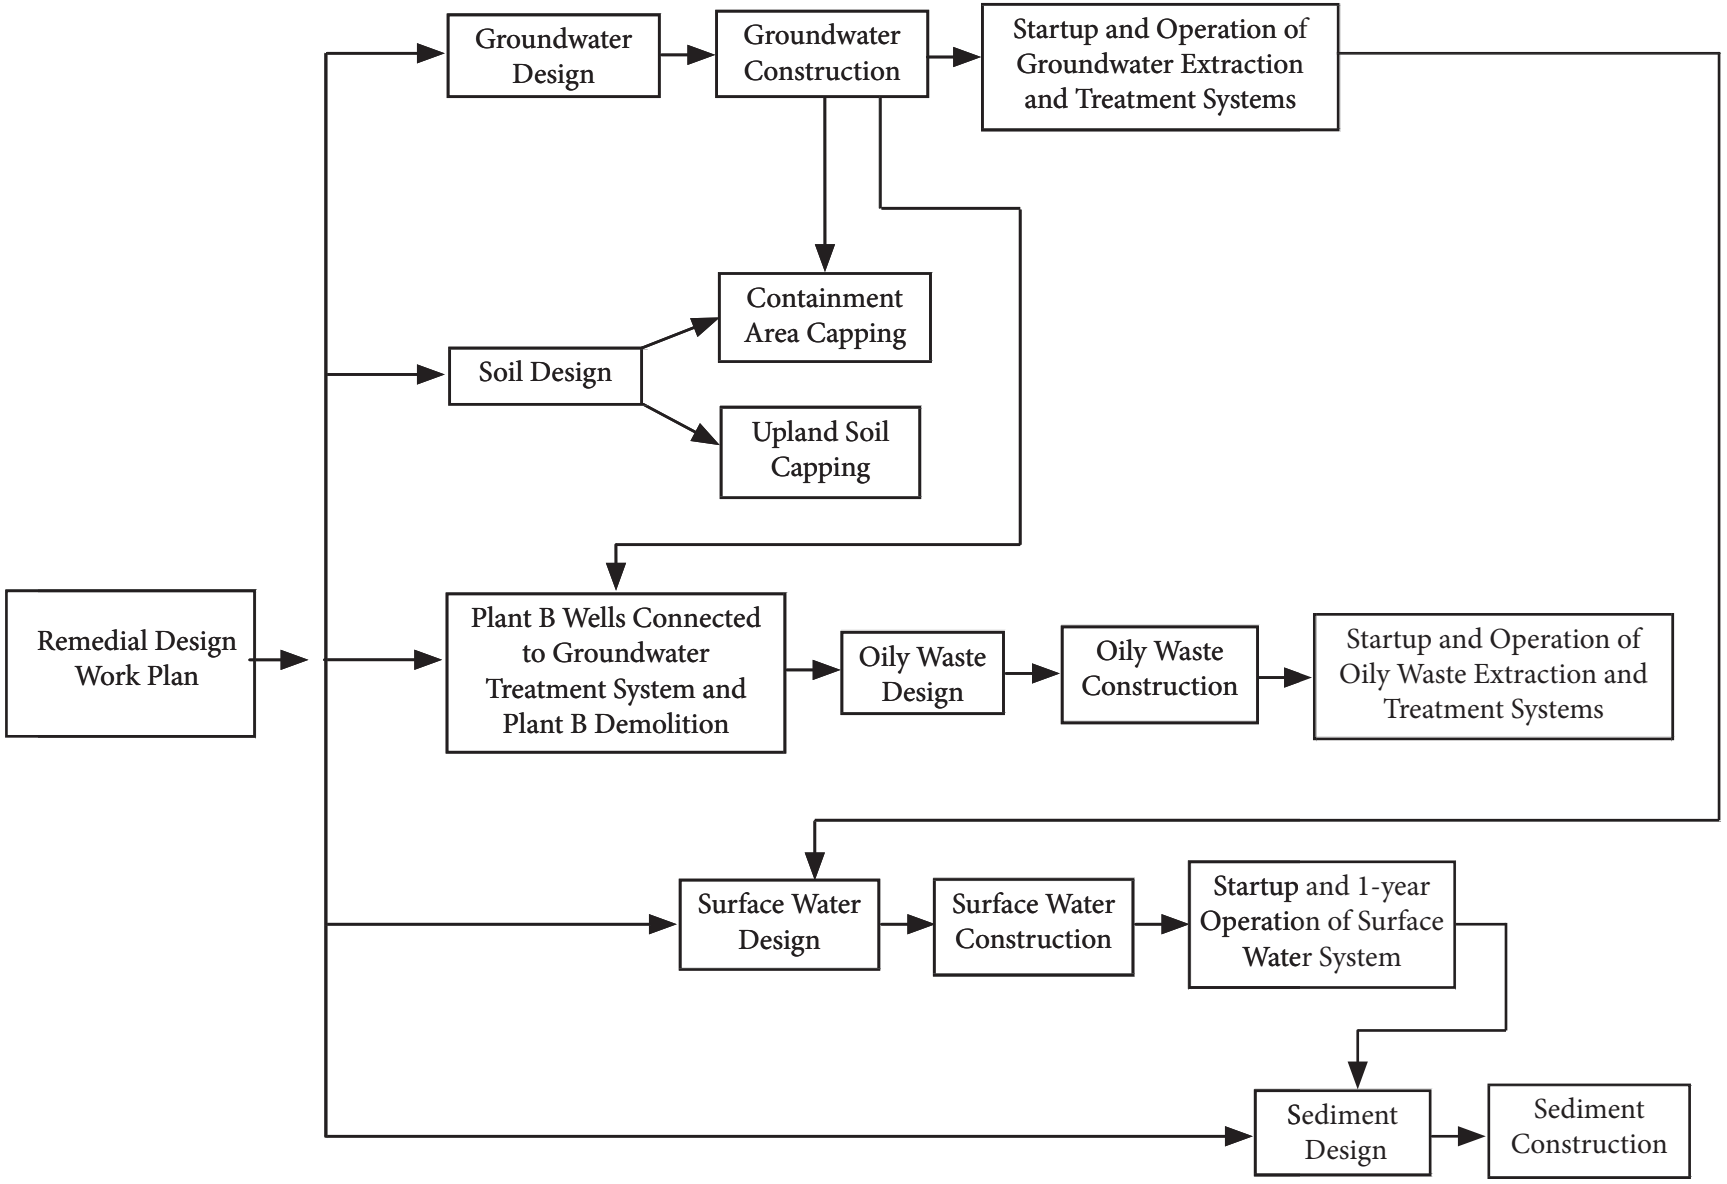 Groundwater
Design
Groundwater
Construction
Startup and Operation of
Groundwater Extraction
and Treatment Systems
Containment
Area Capping
Soil Design
Upland Soil
Capping
Remedial Design
Work Plan
Plant B Wells Connected
to Groundwater
Treatment System and
Plant B Demolition
Oily Waste
Design
Oily Waste
Construction
Startup and Operation of
Oily Waste Extraction and
Treatment Systems
Surface Water
Design
Surface Water
Construction
Startup and 1-year
Operation of Surface
Water System
Sediment
Design
Sediment
Construction